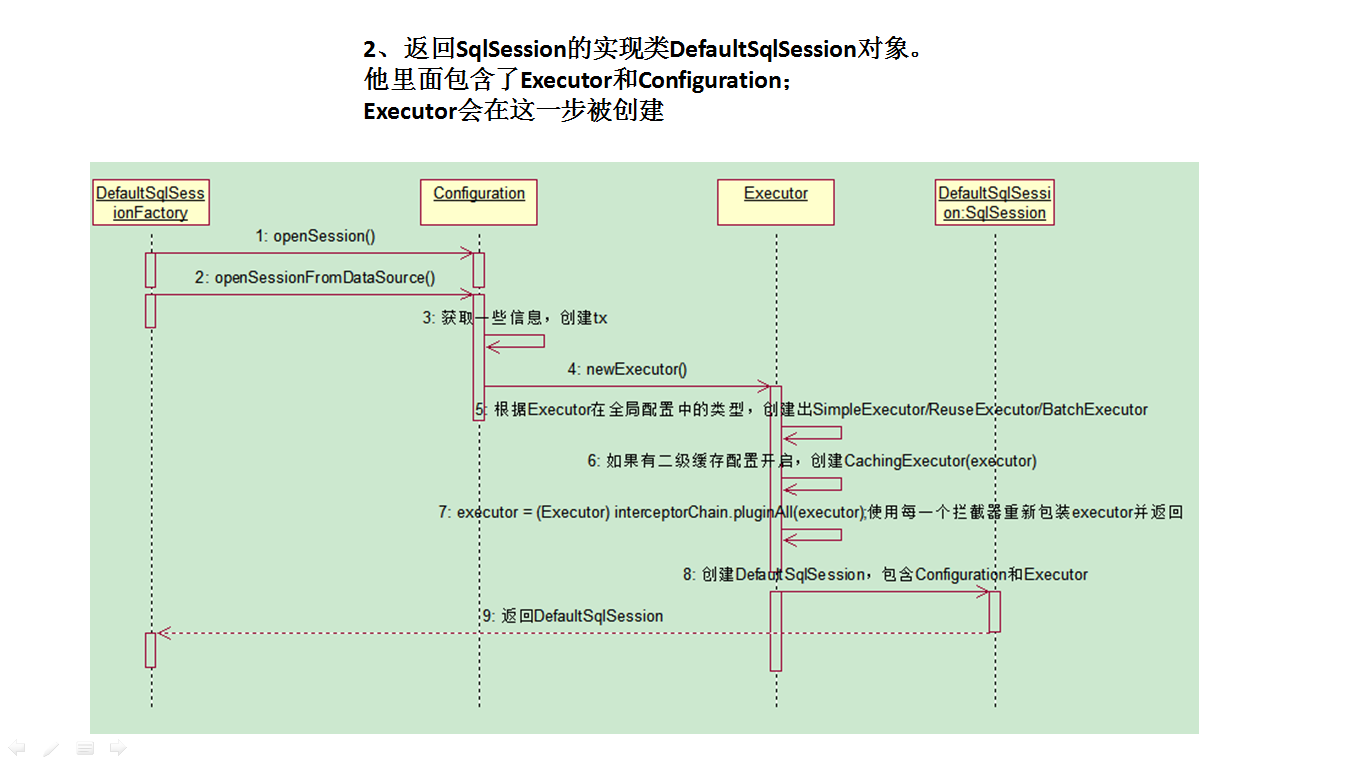 2、返回SqlSession的实现类DefaultSqlSession对象。
他里面包含了Executor和Configuration；
Executor会在这一步被创建
DefaultSqlSess
ionFactory
Configuration
Executor
DefaultSqlSessi
on:SqlSession
1: openSession()
2: openSessionFromDataSource()
3: 获取一些信息，创建tx
4: newExecutor()
5: 根据Executor在全局配置中的类型，创建出SimpleExecutor/ReuseExecutor/BatchExecutor
6: 如果有二级缓存配置开启，创建CachingExecutor(executor)
7: executor = (Executor) interceptorChain.pluginAll(executor);使用每一个拦截器重新包装executor并返回
8: 创建DefaultSqlSession，包含Configuration和Executor
9: 返回DefaultSqlSession